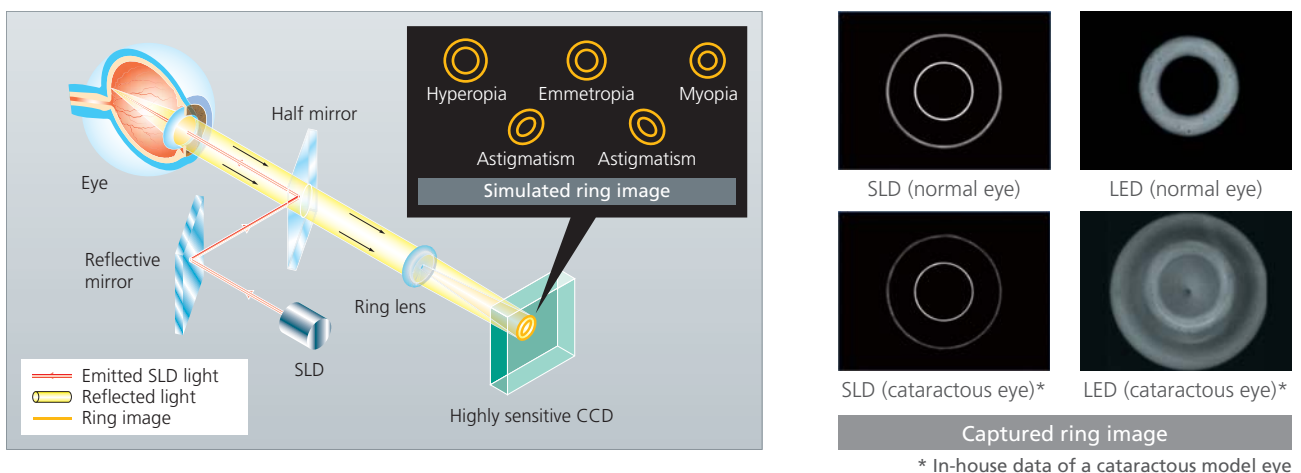 Hyperopia
Emmetropia
Myopia
Astigmatism
Astigmatism
Simulated ring image
Half mirror
Eye
Reflective
mirror
Ring lens
SLD
Highly sensitive CCD
Emitted SLD light
Reflected light
Ring image
SLD (normal eye)
LED (normal eye)
SLD (cataractous eye)*
LED (cataractous eye)*
Captured ring image
* In-house data of a cataractous model eye